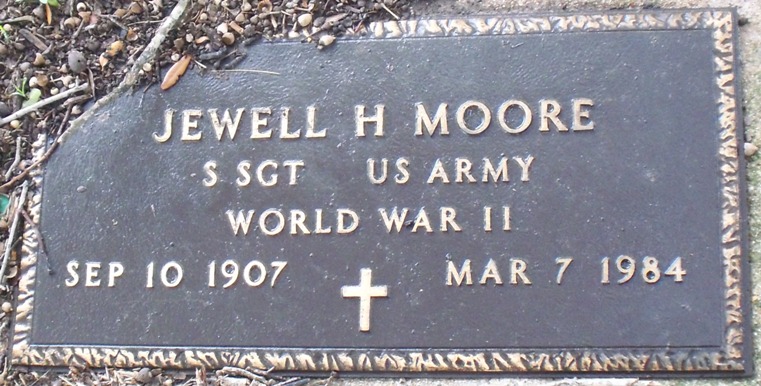 JEWELL H MOORE
S SGT US ARMY
WORLD WAR II
SEP 10 1907 MAR 7 1984